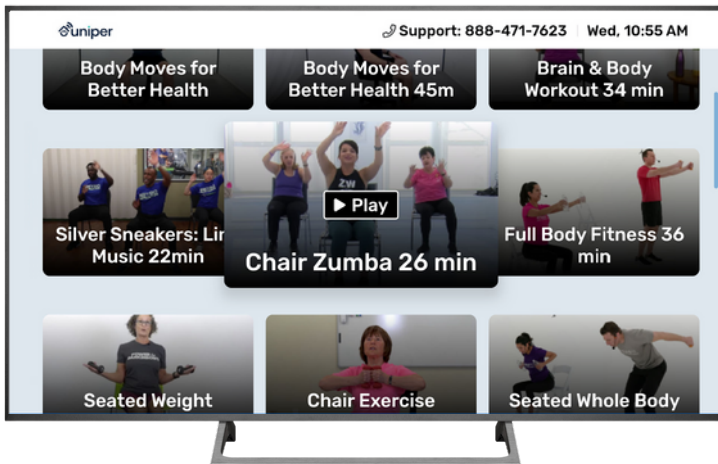 uniper
Support: 888-471-7623
Wed, 10:55 AM
Body Moves for
Better Health
Body Moves for
Better Health 45m
Brain & Body
Workout 34 min
Silver Sneakers: Lin
Music 22min
ZW
Play
Chair Zumba 26 min
Full Body Fitness 36
min
Seated Weight
Chair Exercise
Seated Whole Body